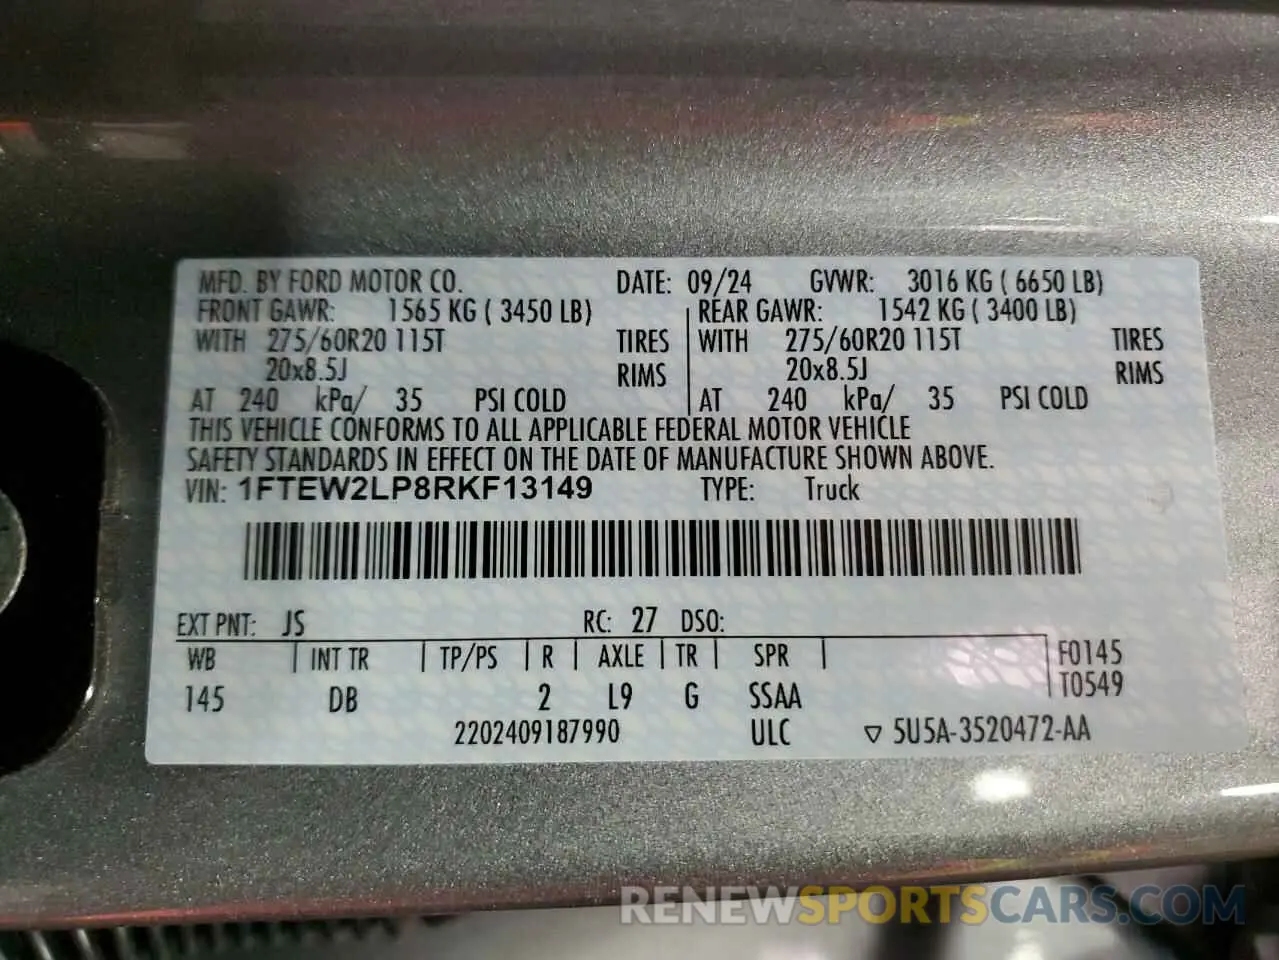 MFD. BY FORD MOTOR CO. DATE: 09/24 GVWR: 3016 KG ( 6650 LB)
FRONT GAWR: 1565 KG ( 3450 LB) REAR GAWR: 1542 KG ( 3400 LB)
WITH 275/60R20 115T TIRES WITH 275/60R20 115T TIRES
20x8.5J RIMS 20x8.5J RIMS
AT 240 kPa/ 35 PSI COLD AT 240 kPa/ 35 PSI COLD
THIS VEHICLE CONFORMS TO ALL APPLICABLE FEDERAL MOTOR VEHICLE
SAFETY STANDARDS IN EFFECT ON THE DATE OF MANUFACTURE SHOWN ABOVE.
VIN: 1FTEW2LP8RKF13149 TYPE: Truck
EXT PNT: JS RC: 27 DSO:
WB INT TR TP/PS R AXLE TR SPR F0145
145 DB 2 L9 G SSAA T0549
2202409187990 ULC ▽ 5U5A-3520472-AA
RENEWSPORTSCARS.COM